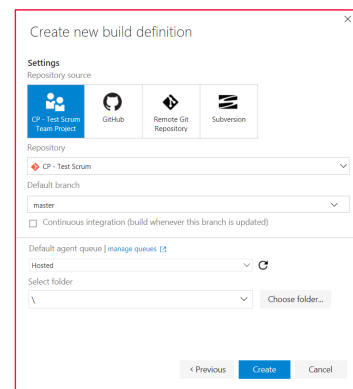 Create new build definition
Settings
Repository source
CP - Test Scrum
Team Project
GitHub
Remote Git
Repository
Subversion
Repository
CP - Test Scrum
Default branch
master
Continuous integration (build whenever this branch is updated)
Default agent queue | manage queues
Hosted
Select folder
\
Choose folder...
< Previous
Create
Cancel